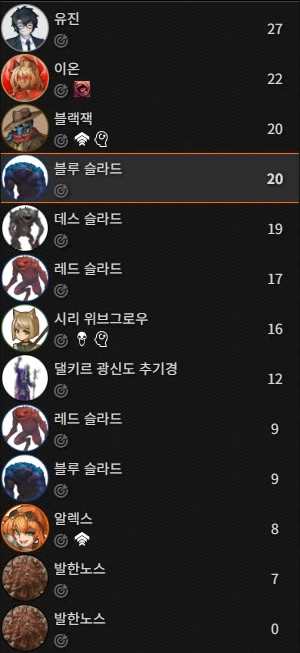 유진
27
이온
22
블랙잭
20
블루 슬라드
20
데스 슬라드
19
레드 슬라드
17
시리 위브그로우
16
댈키르 광신도 추기경
12
레드 슬라드
9
블루 슬라드
9
알렉스
8
발한노스
7
발한노스
0